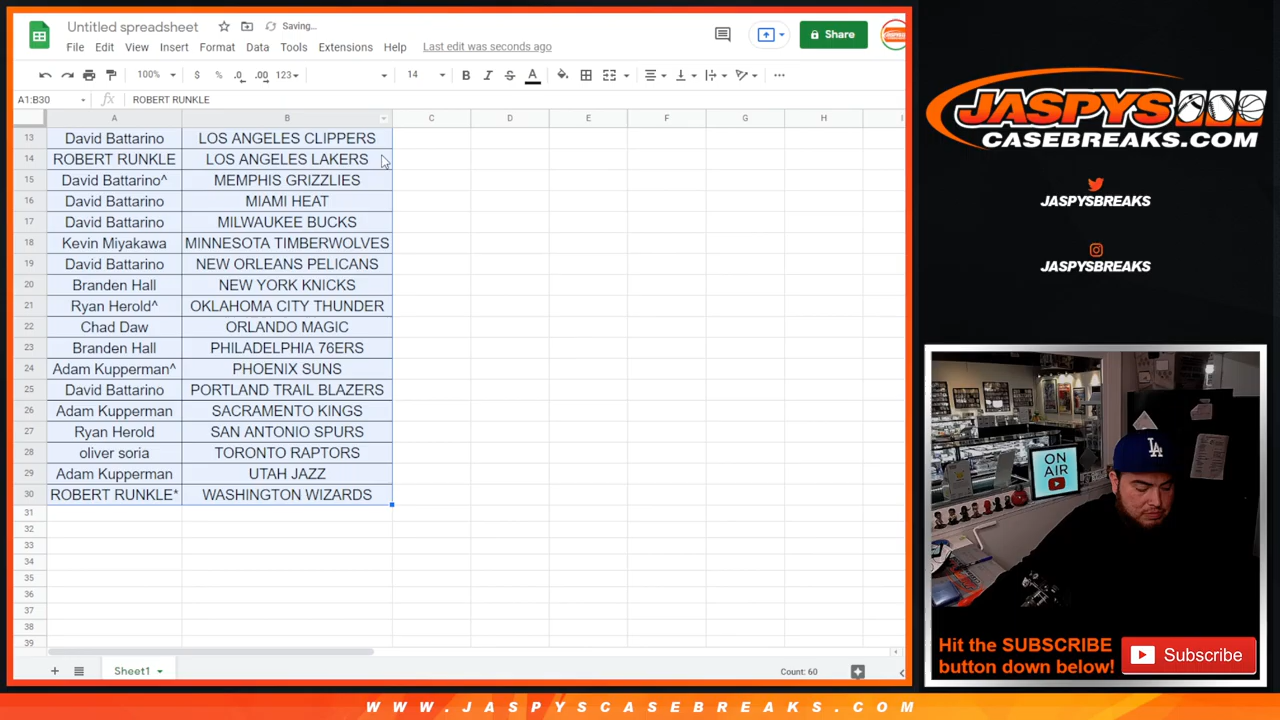 Untitled spreadsheet Saving...
File Edit View Insert Format Data Tools Extensions Help Last edit was seconds ago
Share
100% $ % .0 .00 123 14 B I S A
A1:B30 fx ROBERT RUNKLE
A B C D E F G H I
13 David Battarino LOS ANGELES CLIPPERS
14 ROBERT RUNKLE LOS ANGELES LAKERS
15 David Battarino^ MEMPHIS GRIZZLIES
16 David Battarino MIAMI HEAT
17 David Battarino MILWAUKEE BUCKS
18 Kevin Miyakawa MINNESOTA TIMBERWOLVES
19 David Battarino NEW ORLEANS PELICANS
20 Branden Hall NEW YORK KNICKS
21 Ryan Herold^ OKLAHOMA CITY THUNDER
22 Chad Daw ORLANDO MAGIC
23 Branden Hall PHILADELPHIA 76ERS
24 Adam Kupperman^ PHOENIX SUNS
25 David Battarino PORTLAND TRAIL BLAZERS
26 Adam Kupperman SACRAMENTO KINGS
27 Ryan Herold SAN ANTONIO SPURS
28 oliver soria TORONTO RAPTORS
29 Adam Kupperman UTAH JAZZ
30 ROBERT RUNKLE* WASHINGTON WIZARDS
31
32
33
34
35
36
37
38
39
Sheet1 Count: 60
JASPYS
CASEBREAKS.COM
JASPYSBREAKS
JASPYSBREAKS
ON
AIR
LA
Hit the SUBSCRIBE
button down below!
Subscribe
WWW.JASPYSCASEBREAKS.COM